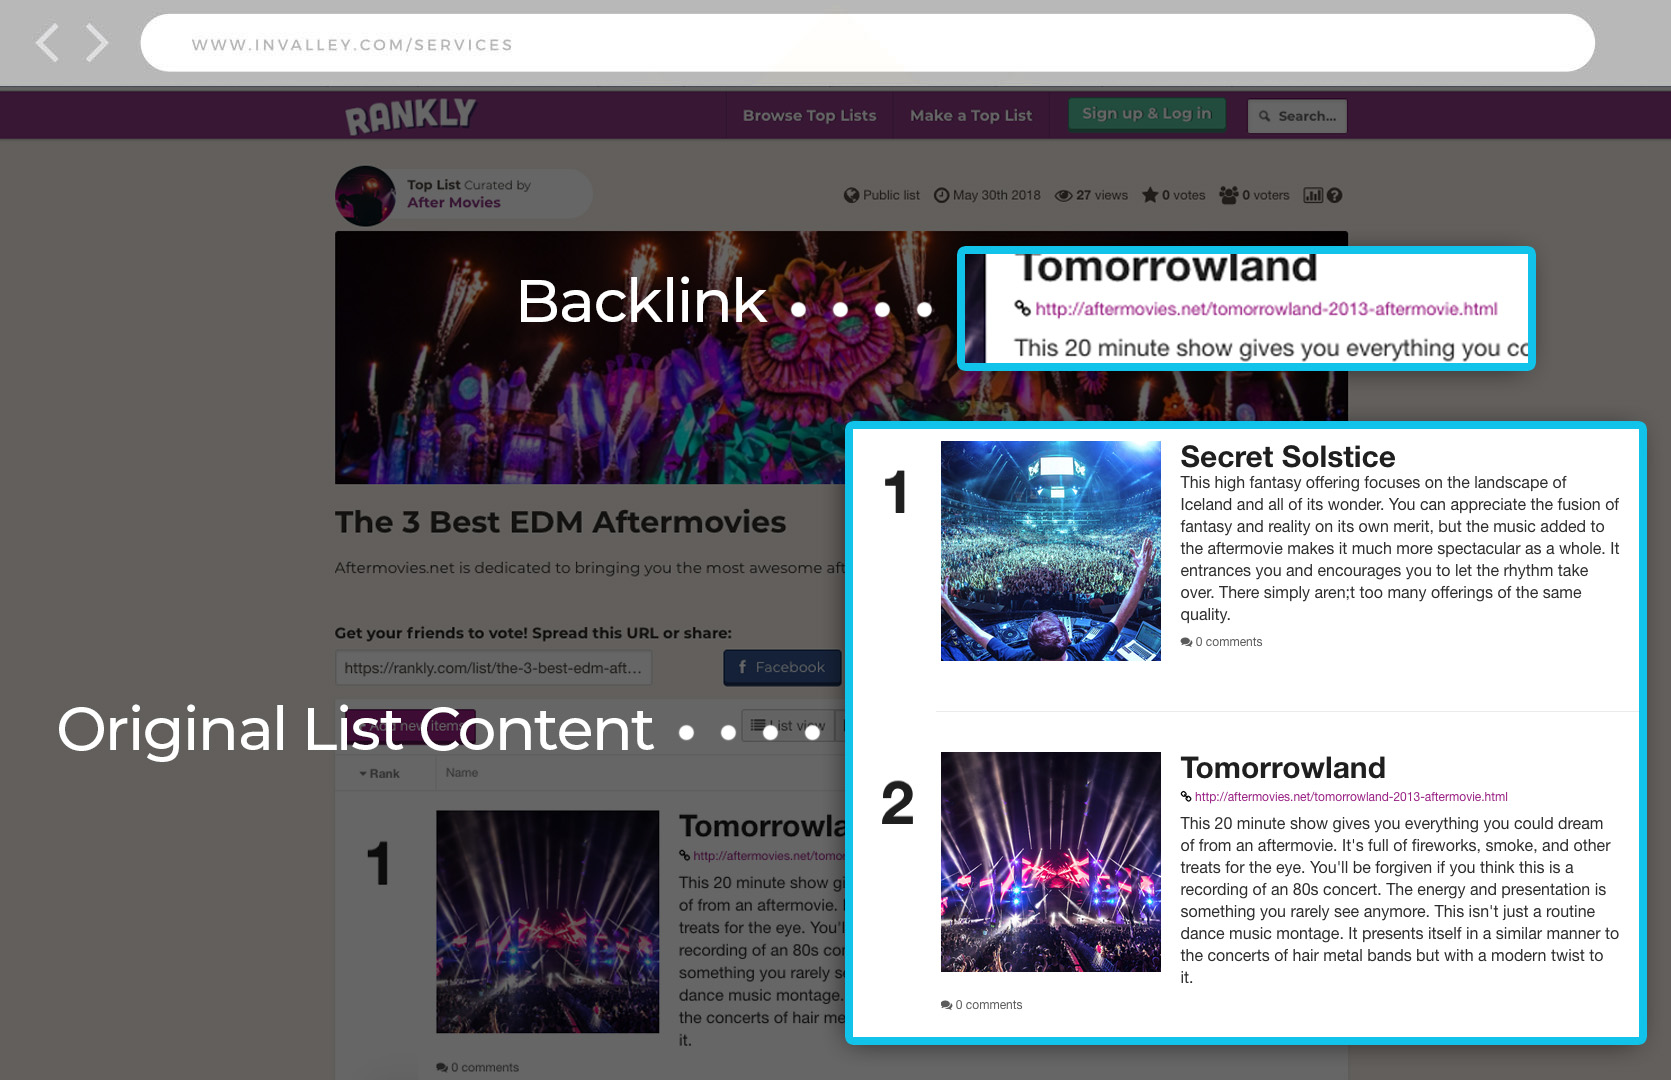 WWW.INVALLEY.COM/SERVICES
RANKLY
Browse Top Lists
Make a Top List
Sign up & Log in
Search...
Top List Curated by
After Movies
Public list
May 30th 2018
27 views
0 votes
0 voters
Backlink
Tomorrowland
http://aftermovies.net/tomorrowland-2013-aftermovie.html
This 20 minute show gives you everything you co
The 3 Best EDM Aftermovies
Aftermovies.net is dedicated to bringing you the most awesome aft
Get your friends to vote! Spread this URL or share:
https://rankly.com/list/the-3-best-edm-aft...
Facebook
Original List Content
Add new items
List view
Rank
Name
1
Tomorrowla
http://aftermovies.net/tomor
This 20 minute show gi
of from an aftermovie. I
treats for the eye. You'l
recording of an 80s con
something you rarely se
dance music montage.
the concerts of hair me
it.
0 comments
1
Secret Solstice
This high fantasy offering focuses on the landscape of
Iceland and all of its wonder. You can appreciate the fusion of
fantasy and reality on its own merit, but the music added to
the aftermovie makes it much more spectacular as a whole. It
entrances you and encourages you to let the rhythm take
over. There simply aren;t too many offerings of the same
quality.
0 comments
2
Tomorrowland
http://aftermovies.net/tomorrowland-2013-aftermovie.html
This 20 minute show gives you everything you could dream
of from an aftermovie. It's full of fireworks, smoke, and other
treats for the eye. You'll be forgiven if you think this is a
recording of an 80s concert. The energy and presentation is
something you rarely see anymore. This isn't just a routine
dance music montage. It presents itself in a similar manner to
the concerts of hair metal bands but with a modern twist to
it.
0 comments